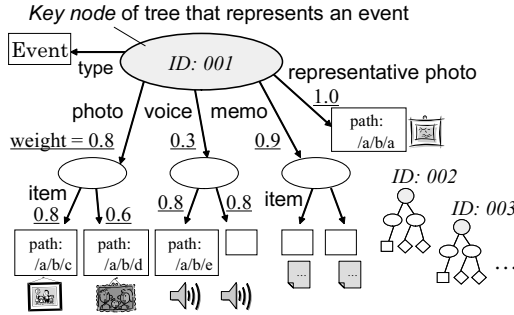 Key node of tree that represents an event
Event
type
ID: 001
representative photo
photo
voice
memo
1.0
weight = 0.8
0.3
0.9
path:
/a/b/a
item
0.8
0.6
0.8
0.8
item
ID: 002
ID: 003
path:
/a/b/c
path:
/a/b/d
path:
/a/b/e
...
...
...